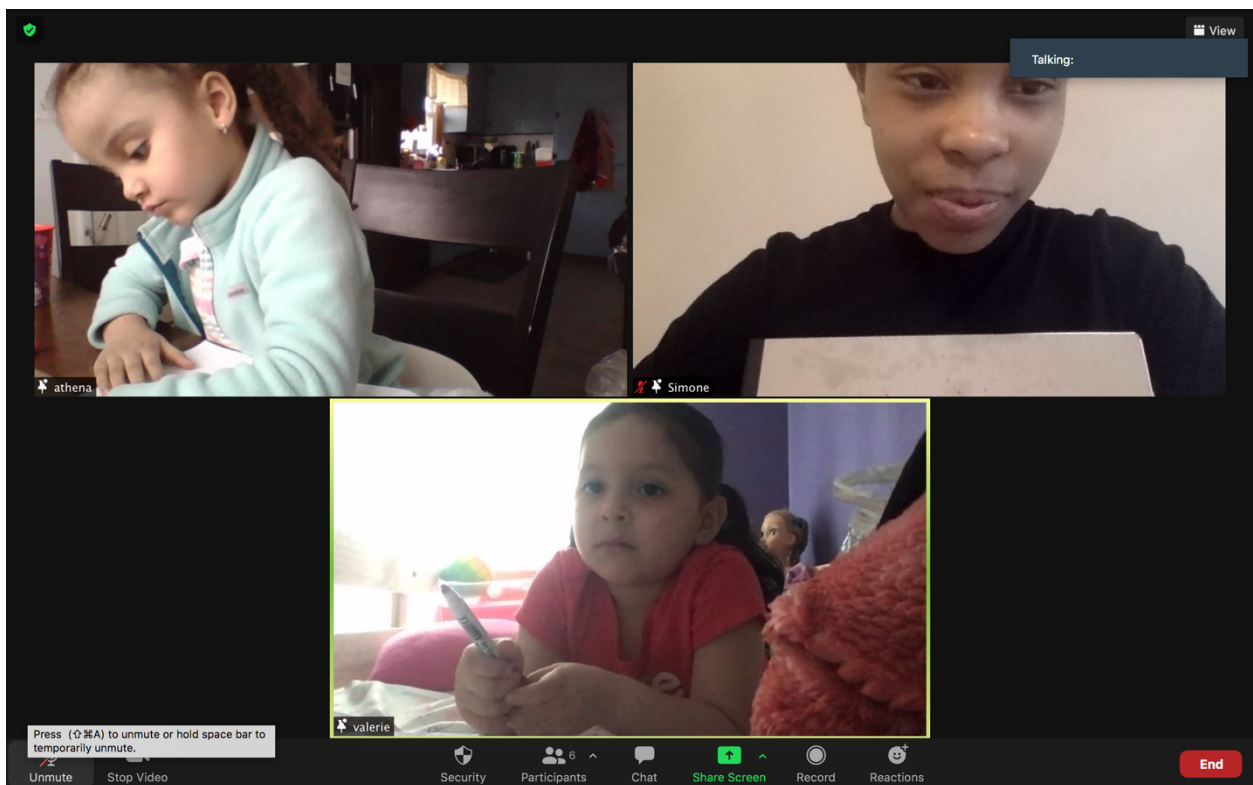 View
Talking:
athena
Simone
valerie
Press (⇧⌘A) to unmute or hold space bar to
temporarily unmute.
Unmute
Stop Video
Security
Participants
6
Chat
Share Screen
Record
Reactions
End